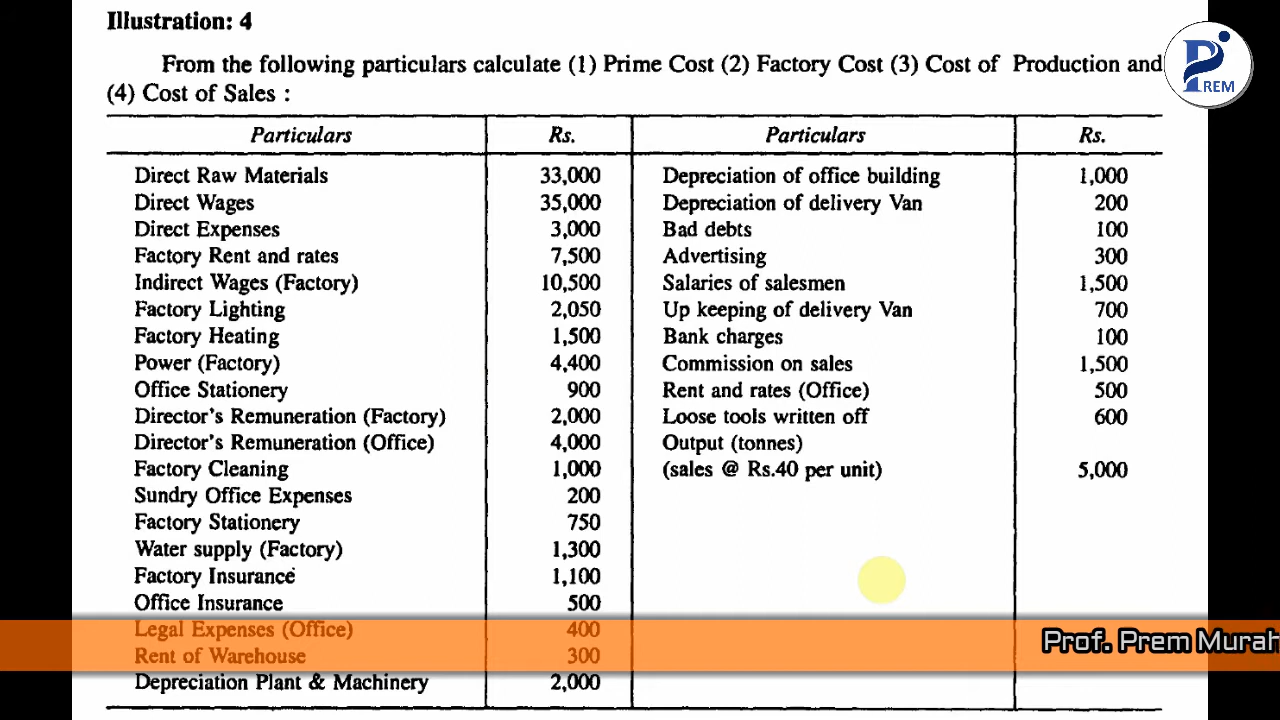 Illustration: 4
PREM
From the following particulars calculate (1) Prime Cost (2) Factory Cost (3) Cost of Production and
(4) Cost of Sales :
Particulars Rs. Particulars Rs.
Direct Raw Materials 33,000 Depreciation of office building 1,000
Direct Wages 35,000 Depreciation of delivery Van 200
Direct Expenses 3,000 Bad debts 100
Factory Rent and rates 7,500 Advertising 300
Indirect Wages (Factory) 10,500 Salaries of salesmen 1,500
Factory Lighting 2,050 Up keeping of delivery Van 700
Factory Heating 1,500 Bank charges 100
Power (Factory) 4,400 Commission on sales 1,500
Office Stationery 900 Rent and rates (Office) 500
Director's Remuneration (Factory) 2,000 Loose tools written off 600
Director's Remuneration (Office) 4,000 Output (tonnes)
Factory Cleaning 1,000 (sales @ Rs.40 per unit) 5,000
Sundry Office Expenses 200
Factory Stationery 750
Water supply (Factory) 1,300
Factory Insurance 1,100
Office Insurance 500
Legal Expenses (Office) 400
Rent of Warehouse 300
Depreciation Plant & Machinery 2,000
Prof. Prem Murah